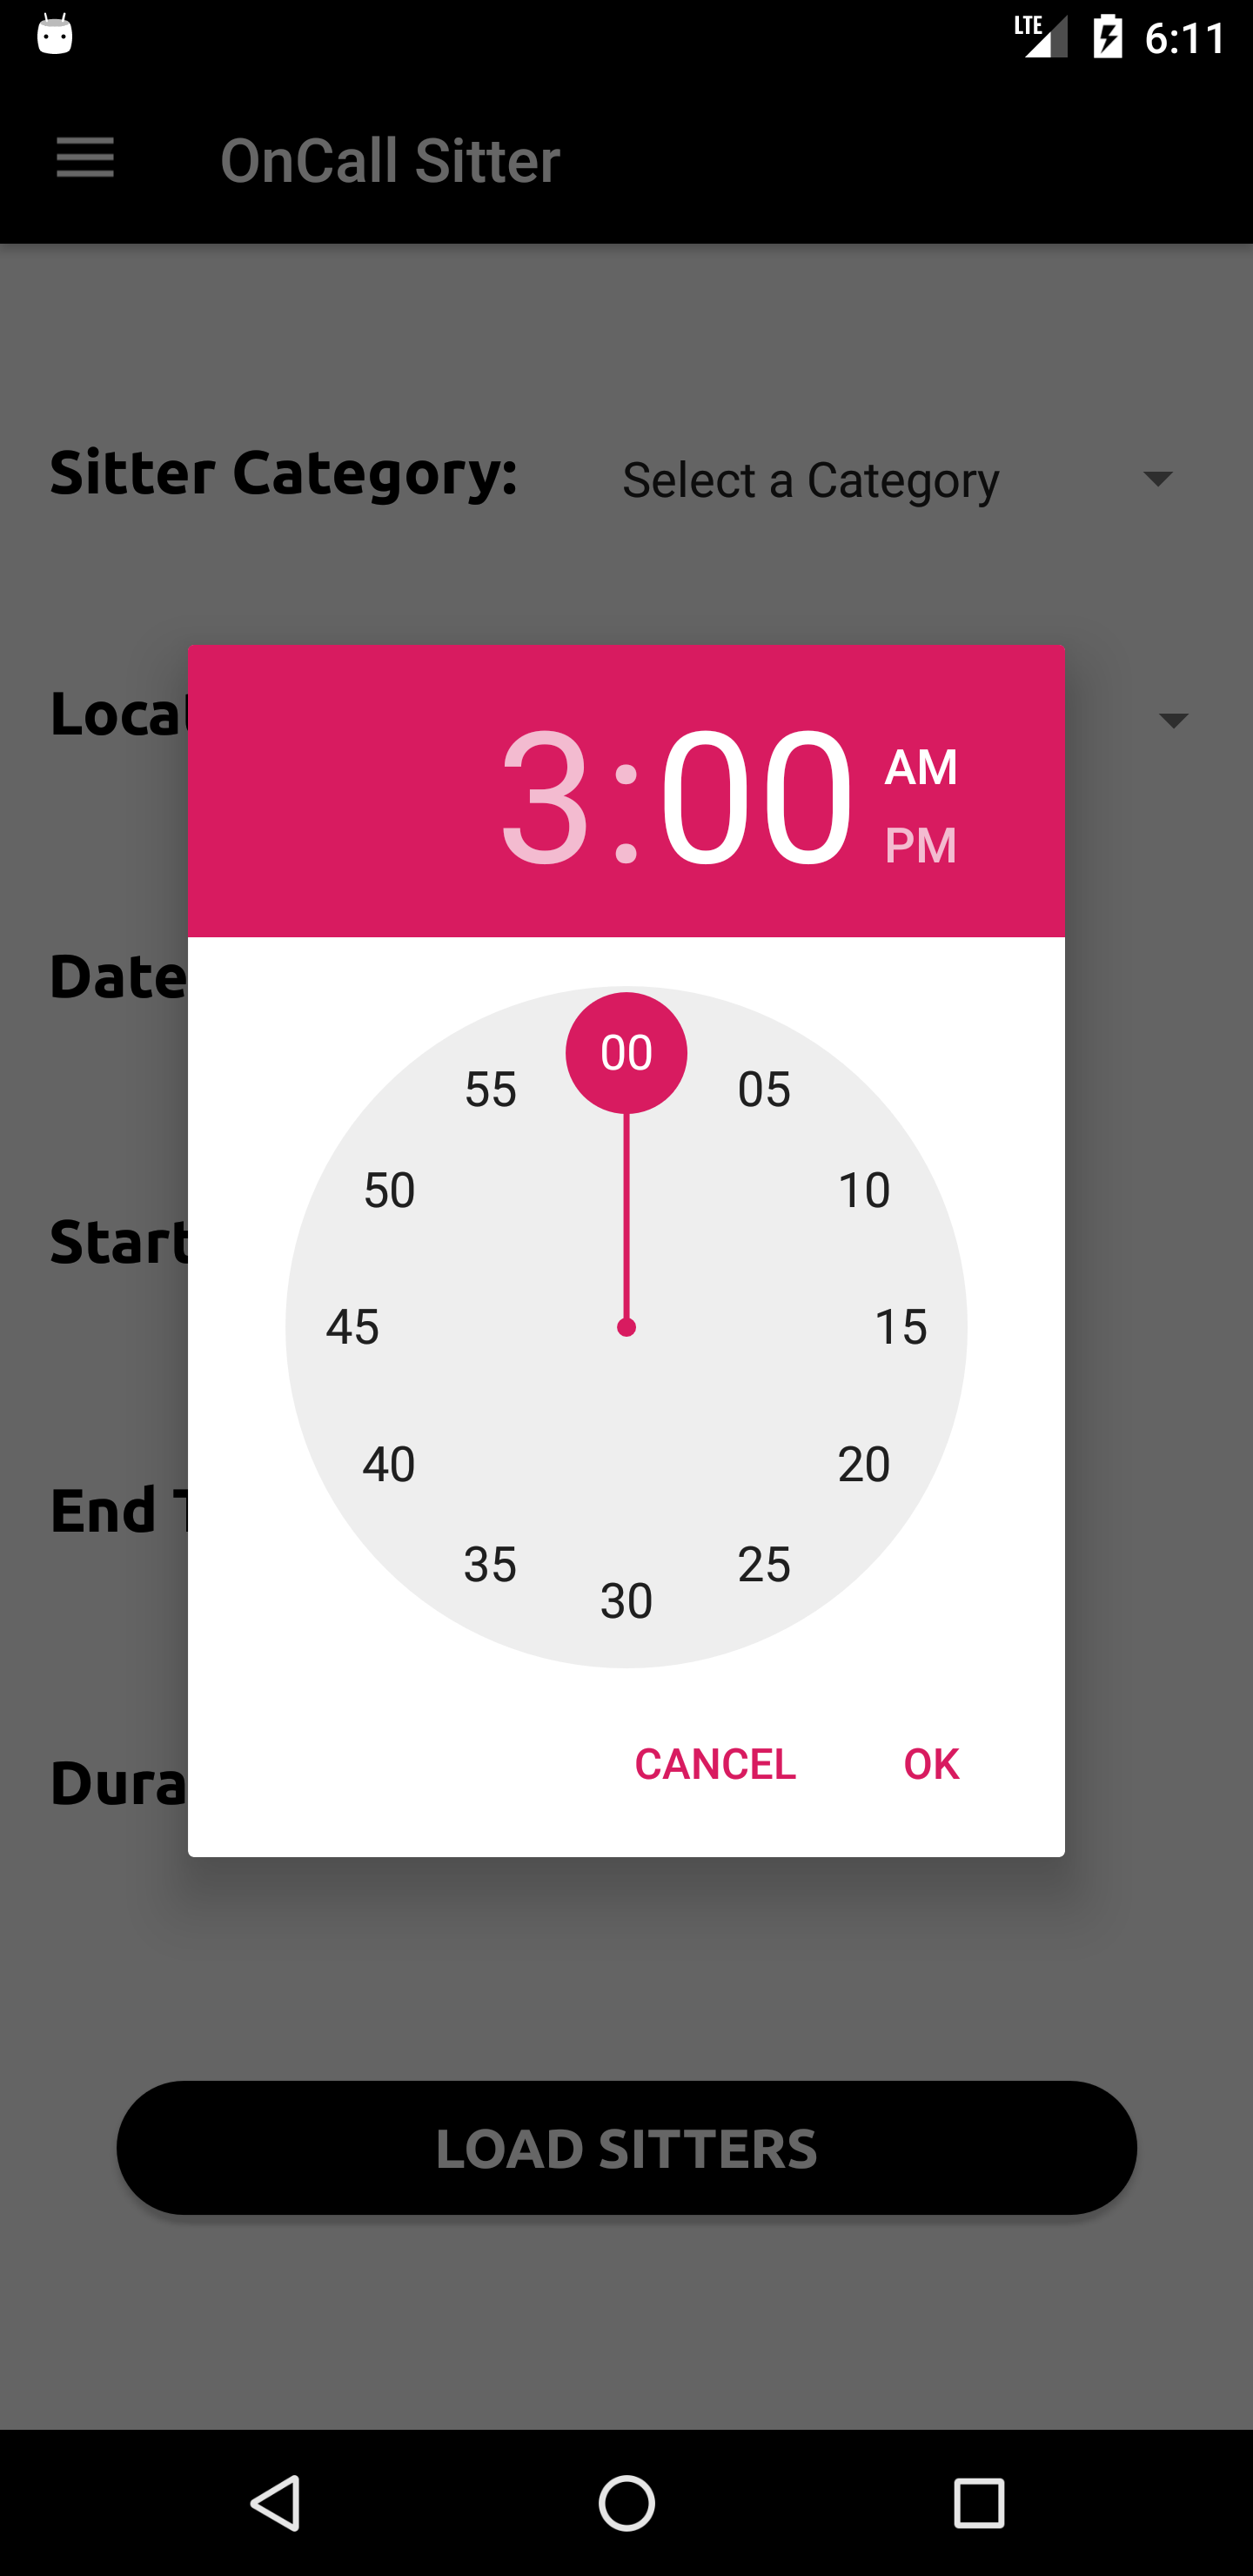 LTE 6:11
OnCall Sitter
Sitter Category: Select a Category
Locat
3:00 AM
PM
Date
Start
End T
Dura
00
55 05
50 10
45 15
40 20
35 25
30
CANCEL OK
LOAD SITTERS